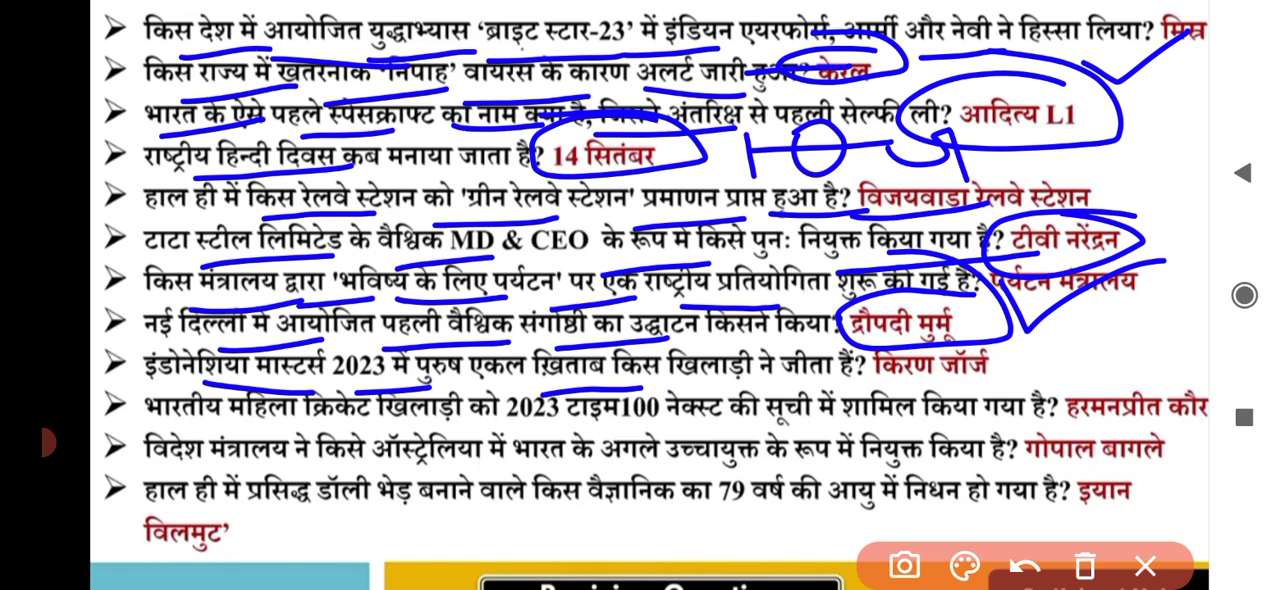 ➤ किस देश में आयोजित युद्धाभ्यास ‘ब्राइट स्टार-23’ में इंडियन एयरफोर्स, आर्मी और नेवी ने हिस्सा लिया? मिस्र
➤ किस राज्य में खतरनाक ‘निपाह’ वायरस के कारण अलर्ट जारी हुआ? केरल
➤ भारत के ऐसे पहले स्पेसक्राफ्ट का नाम क्या है, जिसने अंतरिक्ष से पहली सेल्फी ली? आदित्य L1
➤ राष्ट्रीय हिन्दी दिवस कब मनाया जाता है? 14 सितंबर
➤ हाल ही में किस रेलवे स्टेशन को 'ग्रीन रेलवे स्टेशन' प्रमाणन प्राप्त हुआ है? विजयवाडा रेलवे स्टेशन
➤ टाटा स्टील लिमिटेड के वैश्विक MD & CEO के रूप में किसे पुनः नियुक्त किया गया है? टीवी नरेंद्रन
➤ किस मंत्रालय द्वारा 'भविष्य के लिए पर्यटन' पर एक राष्ट्रीय प्रतियोगिता शुरू की गई है? पर्यटन मंत्रालय
➤ नई दिल्ली में आयोजित पहली वैश्विक संगोष्ठी का उद्घाटन किसने किया? द्रौपदी मुर्मू
➤ इंडोनेशिया मास्टर्स 2023 में पुरुष एकल ख़िताब किस खिलाड़ी ने जीता हैं? किरण जॉर्ज
➤ भारतीय महिला क्रिकेट खिलाड़ी को 2023 टाइम100 नेक्स्ट की सूची में शामिल किया गया है? हरमनप्रीत कौर
➤ विदेश मंत्रालय ने किसे ऑस्ट्रेलिया में भारत के अगले उच्चायुक्त के रूप में नियुक्त किया है? गोपाल बागले
➤ हाल ही में प्रसिद्ध डॉली भेड़ बनाने वाले किस वैज्ञानिक का 79 वर्ष की आयु में निधन हो गया है? इयान
विलमुट’